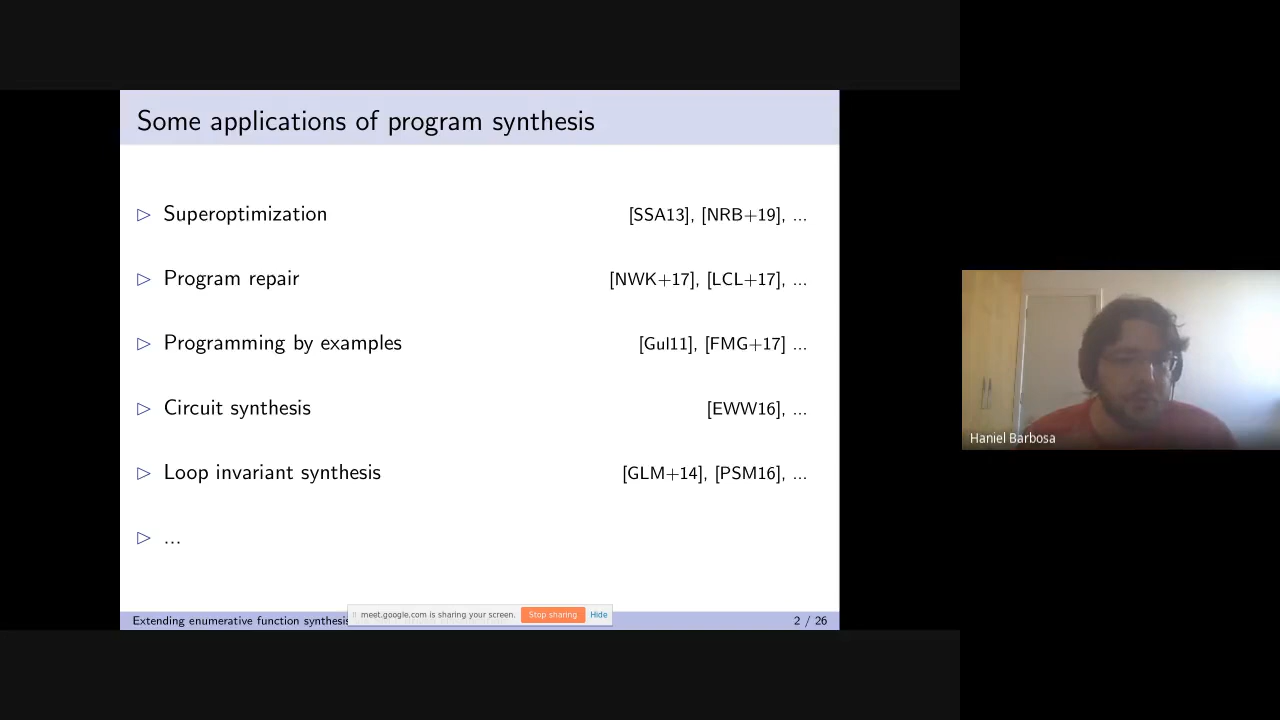 Some applications of program synthesis
▷ Superoptimization [SSA13], [NRB+19], ...
▷ Program repair [NWK+17], [LCL+17], ...
▷ Programming by examples [Gul11], [FMG+17] ...
▷ Circuit synthesis [EWW16], ...
▷ Loop invariant synthesis [GLM+14], [PSM16], ...
▷ ...
Haniel Barbosa
meet.google.com is sharing your screen. Stop sharing Hide
Extending enumerative function synthesis 2 / 26